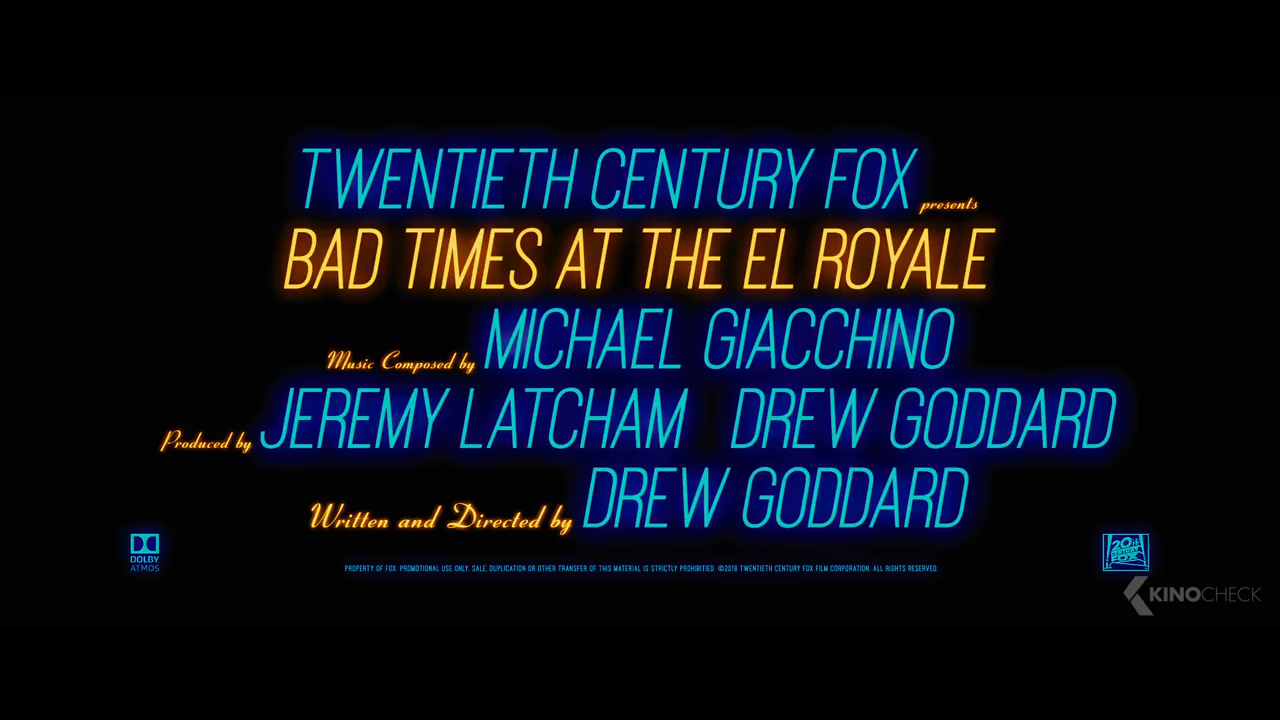 TWENTIETH CENTURY FOX presents
BAD TIMES AT THE EL ROYALE
Music Composed by MICHAEL GIACCHINO
Produced by JEREMY LATCHAM DREW GODDARD
Written and Directed by DREW GODDARD
DOLBY
ATMOS
PROPERTY OF FOX. PROMOTIONAL USE ONLY. SALE, DUPLICATION OR OTHER TRANSFER OF THIS MATERIAL IS STRICTLY PROHIBITED. ©2018 TWENTIETH CENTURY FOX FILM CORPORATION. ALL RIGHTS RESERVED.
20th
CENTURY
FOX
KINOCHECK